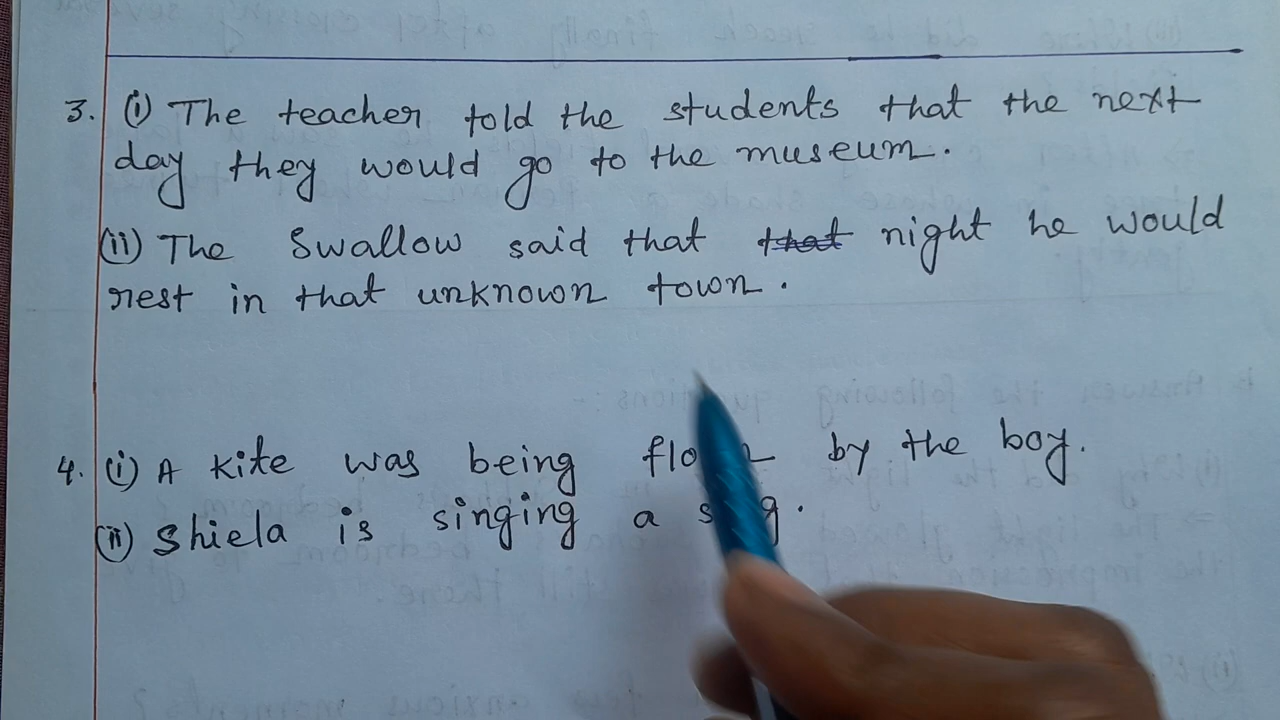 3. (i) The teacher told the students that the next
day they would go to the museum.
(ii) The Swallow said that that night he would
rest in that unknown town.
4. (i) A kite was being by the boy.
(ii) Shiela is singing a